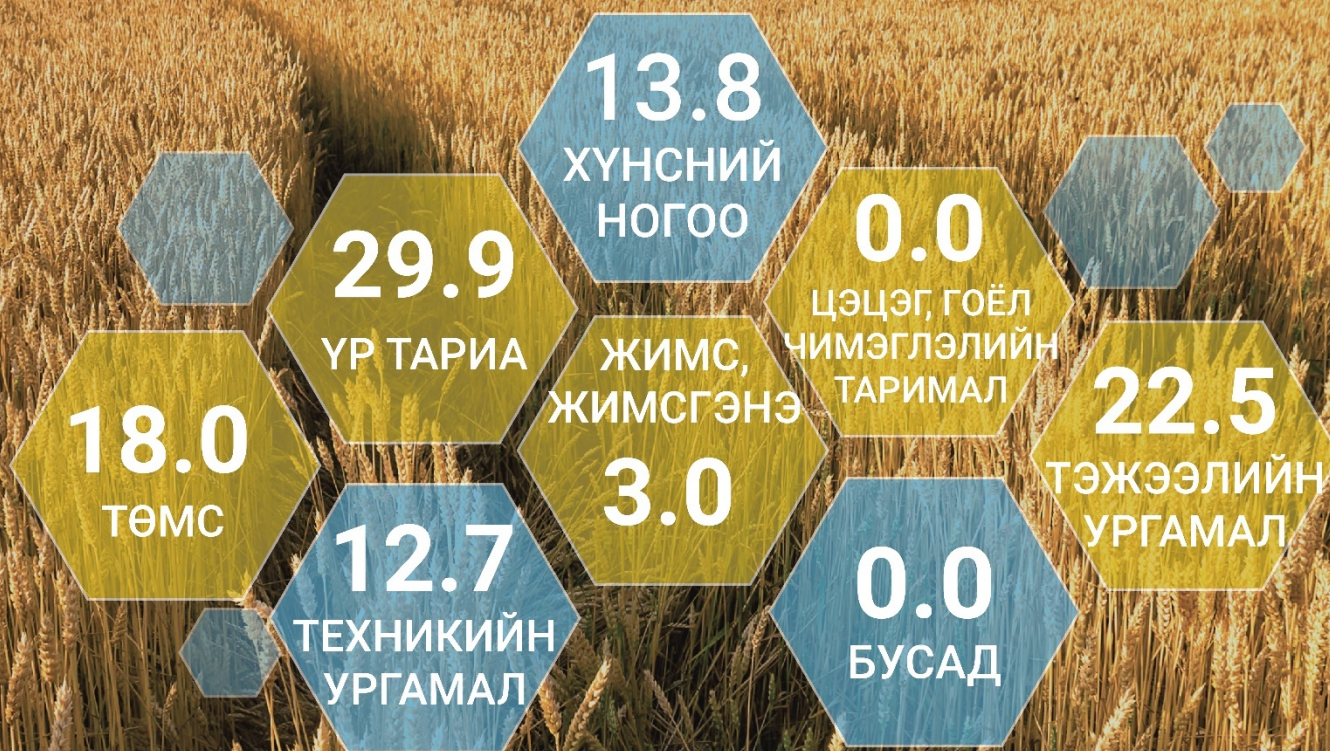 13.8
ХҮНСНИЙ
НОГОО
29.9
ҮР ТАРИА
0.0
ЦЭЦЭГ, ГОЁЛ
ЧИМЭГЛЭЛИЙН
ТАРИМАЛ
18.0
ТӨМС
ЖИМС,
ЖИМСГЭНЭ
3.0
22.5
ТЭЖЭЭЛИЙН
УРГАМАЛ
12.7
ТЕХНИКИЙН
УРГАМАЛ
0.0
БУСАД